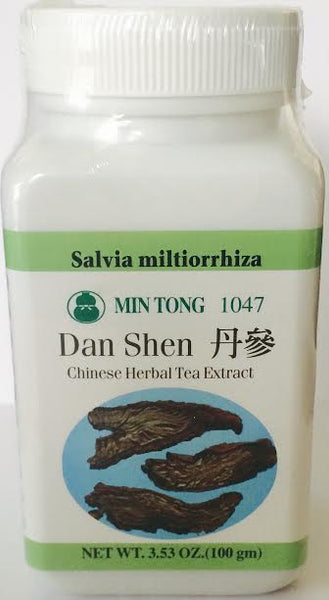 Salvia miltiorrhiza
MIN TONG 1047
Dan Shen 丹參
Chinese Herbal Tea Extract
NET WT. 3.53 OZ.(100 gm)